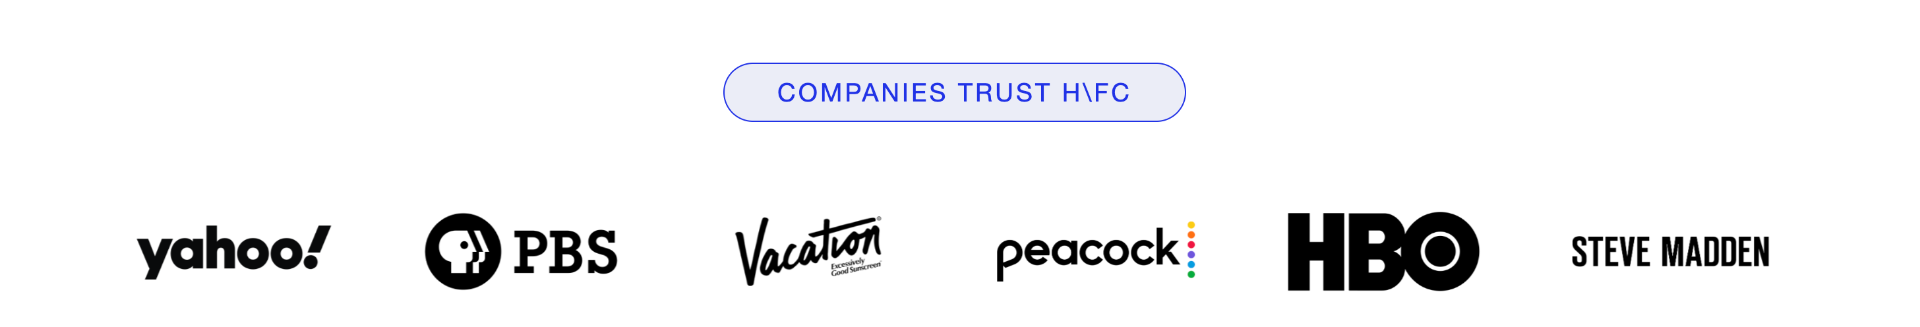 COMPANIES TRUST H\FC
yahoo!
PBS
Vacation®
Excessively
Good Sunscreen
peacock
HBO
STEVE MADDEN